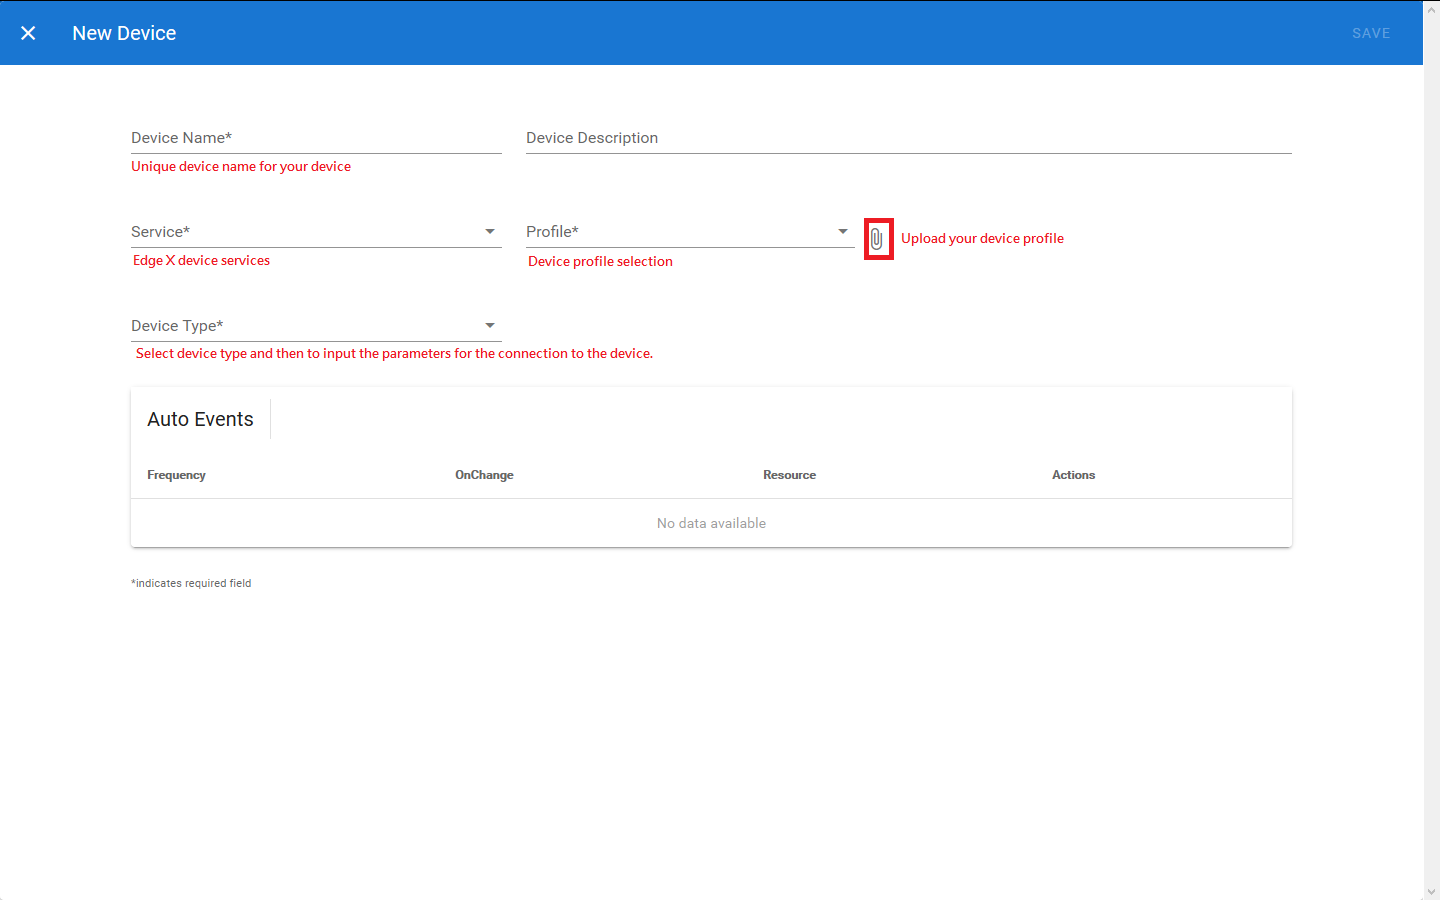 New Device
SAVE
Device Name*
Device Description
Unique device name for your device
Service*
Profile*
Upload your device profile
Edge X device services
Device profile selection
Device Type*
Select device type and then to input the parameters for the connection to the device.
Auto Events
Frequency
OnChange
Resource
Actions
No data available
*indicates required field